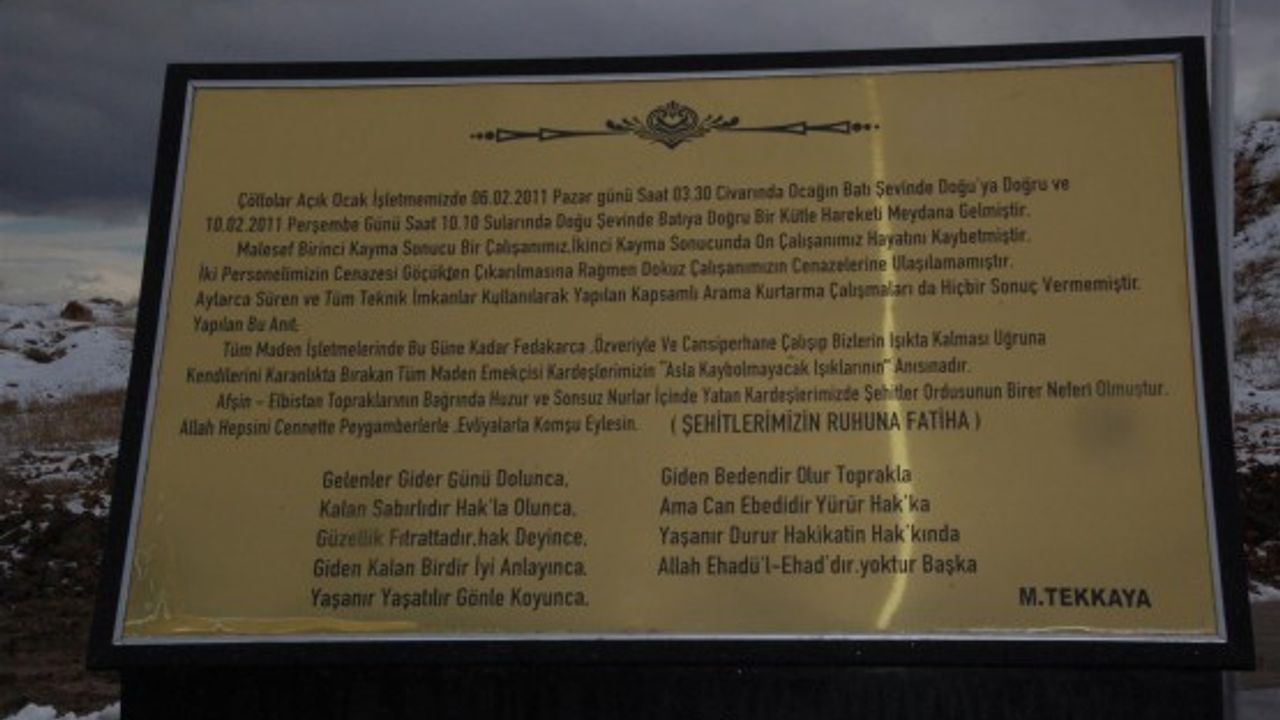 Çöllolar Açık Ocak İşletmemizde 06.02.2011 Pazar günü Saat 03.30 Civarında Ocağın Batı Şevinde Doğu'ya Doğru ve
10.02.2011 Perşembe Günü Saat 10.10 Sularında Doğu Şevinde Batıya Doğru Bir Kütle Hareketi Meydana Gelmiştir.
Malesef Birinci Kayma Sonucu Bir Çalışanımız,İkinci Kayma Sonucunda On Çalışanımız Hayatını Kaybetmiştir.
İki Personelimizin Cenazesi Göçükten Çıkarılmasına Rağmen Dokuz Çalışanımızın Cenazelerine Ulaşılamamıştır.
Aylarca Süren ve Tüm Teknik İmkanlar Kullanılarak Yapılan Kapsamlı Arama Kurtarma Çalışmaları da Hiçbir Sonuç Vermemiştir.
Yapılan Bu Anıt;
Tüm Maden İşletmelerinde Bu Güne Kadar Fedakarca ,Özveriyle Ve Cansiperhane Çalışıp Bizlerin Işıkta Kalması Uğruna
Kendilerini Karanlıkta Bırakan Tüm Maden Emekçisi Kardeşlerimizin "Asla Kaybolmayacak Işıklarının" Anısınadır.
Afşin - Elbistan Topraklarının Bağrında Huzur ve Sonsuz Nurlar İçinde Yatan Kardeşlerimizde Şehitler Ordusunun Birer Neferi Olmuştur.
Allah Hepsini Cennette Peygamberlerle ,Evliyalarla Komşu Eylesin. ( ŞEHİTLERİMİZİN RUHUNA FATİHA )
Gelenler Gider Günü Dolunca,
Kalan Sabırlıdır Hak'la Olunca,
Güzellik Fıtrattadır,hak Deyince,
Giden Kalan Birdir İyi Anlayınca,
Yaşanır Yaşatılır Gönle Koyunca,
Giden Bedendir Olur Toprakla
Ama Can Ebedidir Yürür Hak'ka
Yaşanır Durur Hakikatin Hak'kında
Allah Ehadü'l-Ehad'dır,yoktur Başka
M.TEKKAYA